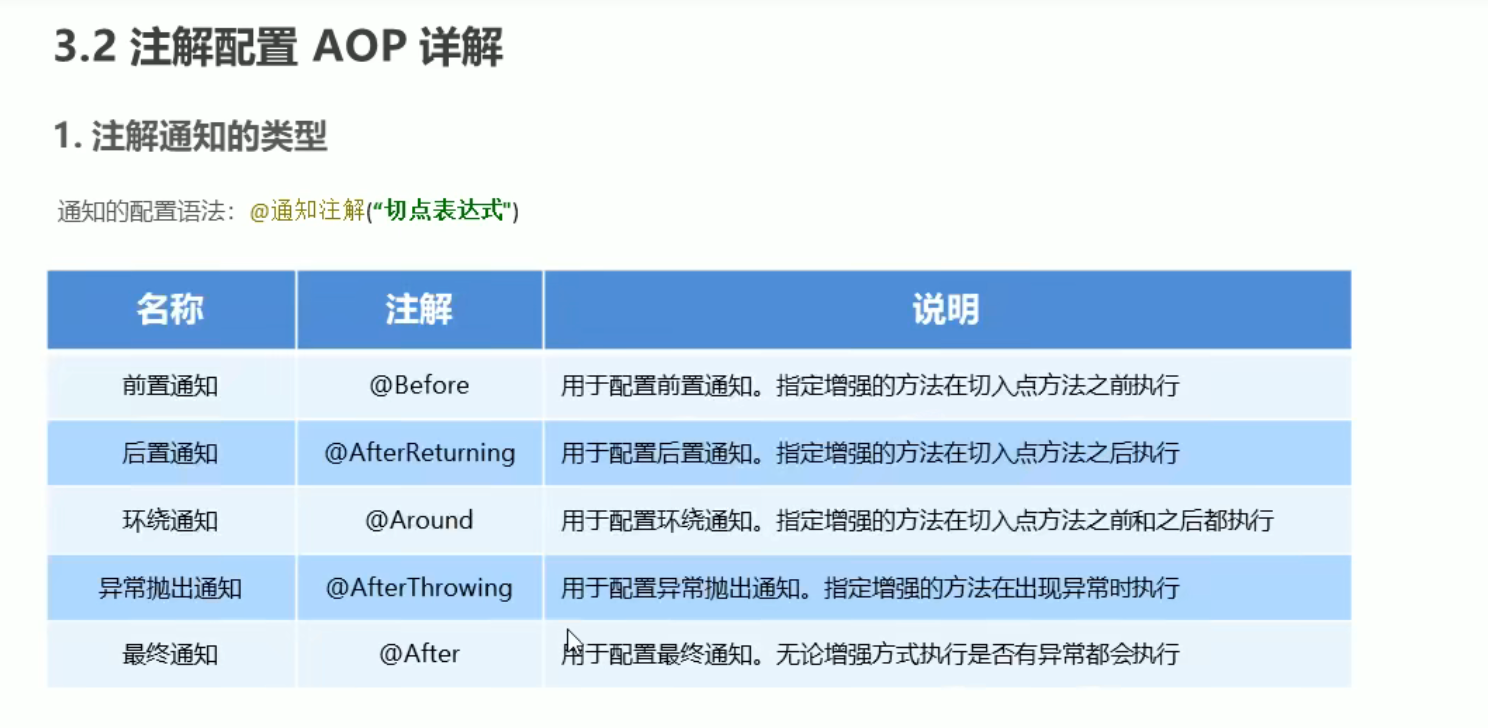 3.2 注解配置 AOP 详解
1. 注解通知的类型
通知的配置语法：@通知注解(“切点表达式")
名称 注解 说明
前置通知 @Before 用于配置前置通知。指定增强的方法在切入点方法之前执行
后置通知 @AfterReturning 用于配置后置通知。指定增强的方法在切入点方法之后执行
环绕通知 @Around 用于配置环绕通知。指定增强的方法在切入点方法之前和之后都执行
异常抛出通知 @AfterThrowing 用于配置异常抛出通知。指定增强的方法在出现异常时执行
最终通知 @After 用于配置最终通知。无论增强方式执行是否有异常都会执行